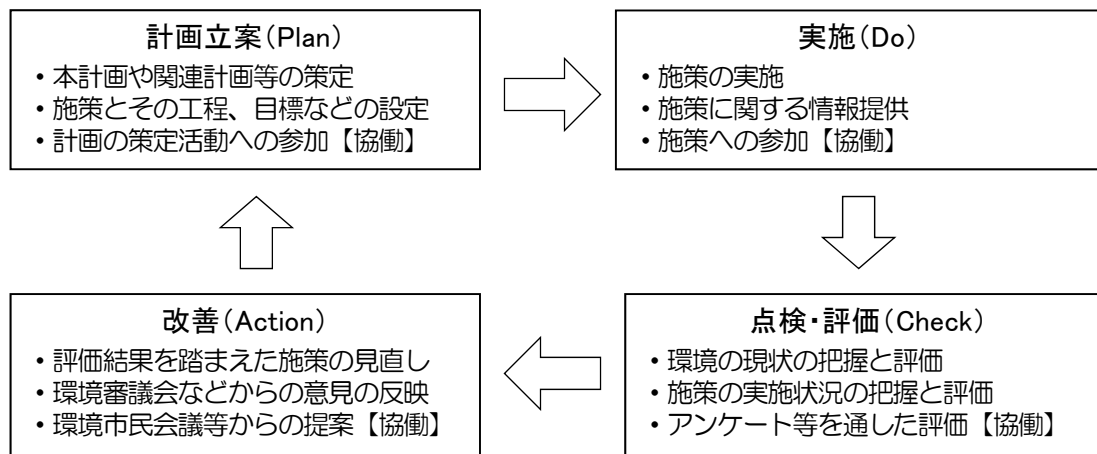 計画立案(Plan)
・本計画や関連計画等の策定
・施策とその工程、目標などの設定
・計画の策定活動への参加【協働】
実施(Do)
・施策の実施
・施策に関する情報提供
・施策への参加【協働】
改善(Action)
・評価結果を踏まえた施策の見直し
・環境審議会などからの意見の反映
・環境市民会議等からの提案【協働】
点検・評価(Check)
・環境の現状の把握と評価
・施策の実施状況の把握と評価
・アンケート等を通した評価【協働】